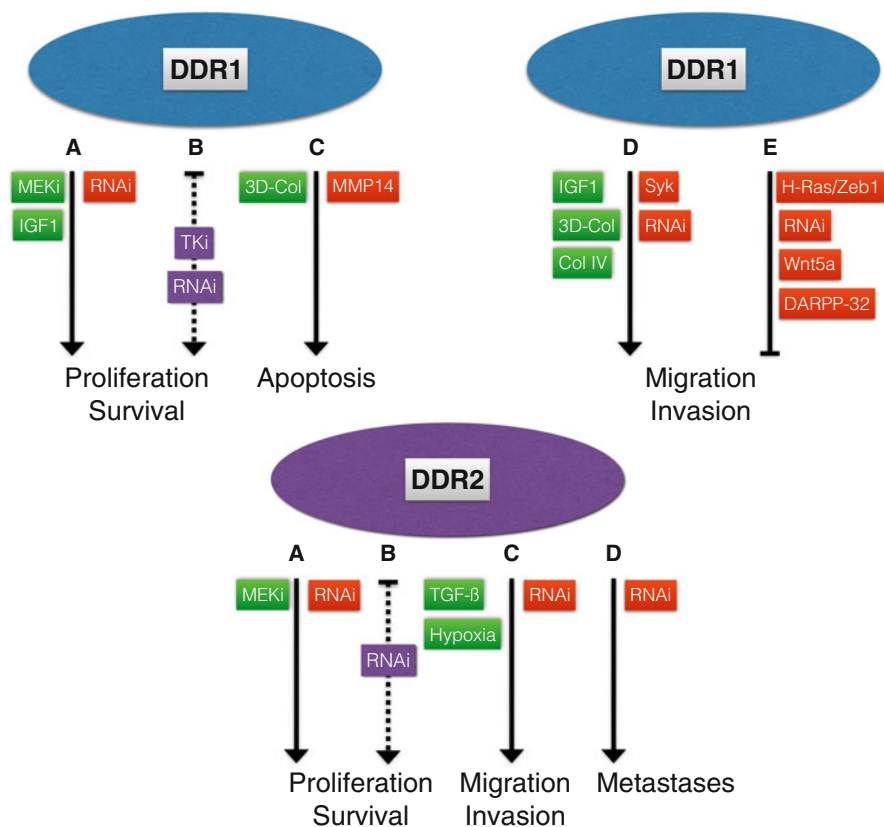 DDR1
DDR1
A
B
C
D
E
MEKi
RNAi
3D-Col
MMP14
IGF1
Syk
H-Ras/Zeb1
IGF1
3D-Col
RNAi
RNAi
TKi
Col IV
Wnt5a
RNAi
DARPP-32
Proliferation
Survival
Apoptosis
Migration
Invasion
DDR2
A
B
C
D
MEKi
RNAi
TGF-ß
RNAi
RNAi
Hypoxia
RNAi
Proliferation
Survival
Migration
Invasion
Metastases